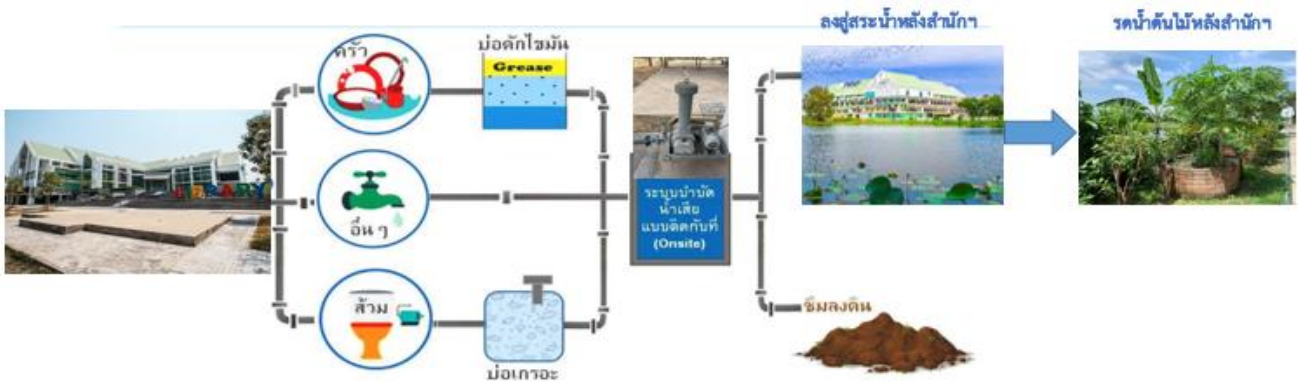 ลงสู่สระน้ำหลังสำนักฯ
รดน้ำต้นไม้หลังสำนักฯ
ครัว
บ่อดักไขมัน
Grease
LIBRARY
อื่น ๆ
ระบบบำบัด
น้ำเสีย
แบบติดกับที่
(Onsite)
ส้วม
บ่อเกรอะ
ซึมลงดิน